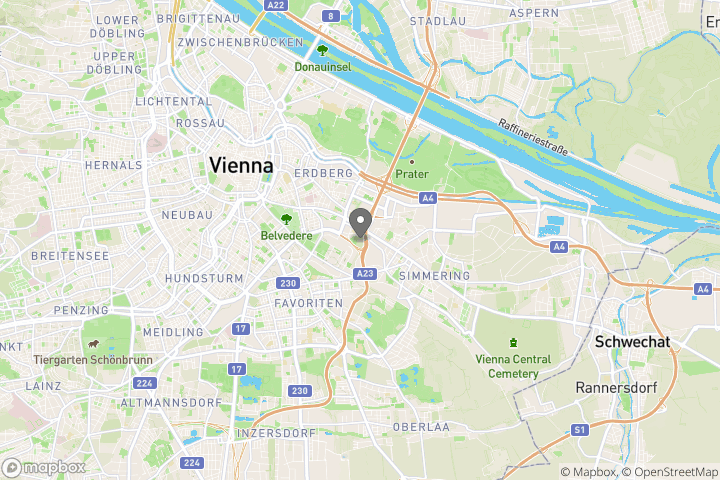 A22
BRIGITTENAU
8
ASPERN
STADLAU
LOWER
DÖBLING
ZWISCHENBRÜCKEN
UPPER
DÖBLING
Donauinsel
LICHTENTAL
ROSSAU
Raffineriestraße
HERNALS
Vienna
ERDBERG
Prater
A4
NEUBAU
Belvedere
A4
BREITENSEE
HUNDSTURM
A23
SIMMERING
230
A4
FAVORITEN
PENZING
17
MEIDLING
Schwechat
Tiergarten Schönbrunn
Vienna Central
Cemetery
17
LAINZ
224
230
Rannersdorf
ALTMANNSDORF
OBERLAA
S1
INZERSDORF
224
mapbox
© Mapbox, © OpenStreetMap